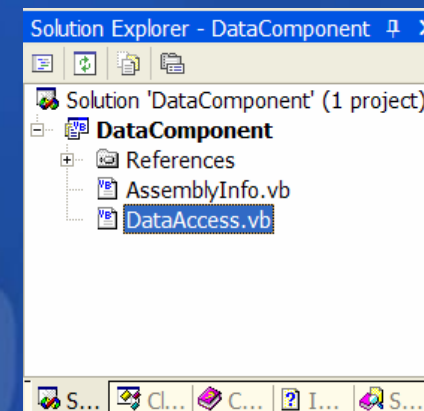 Solution Explorer - DataComponent
Solution 'DataComponent' (1 project)
DataComponent
References
AssemblyInfo.vb
DataAccess.vb
S... Cl... C... I... S...